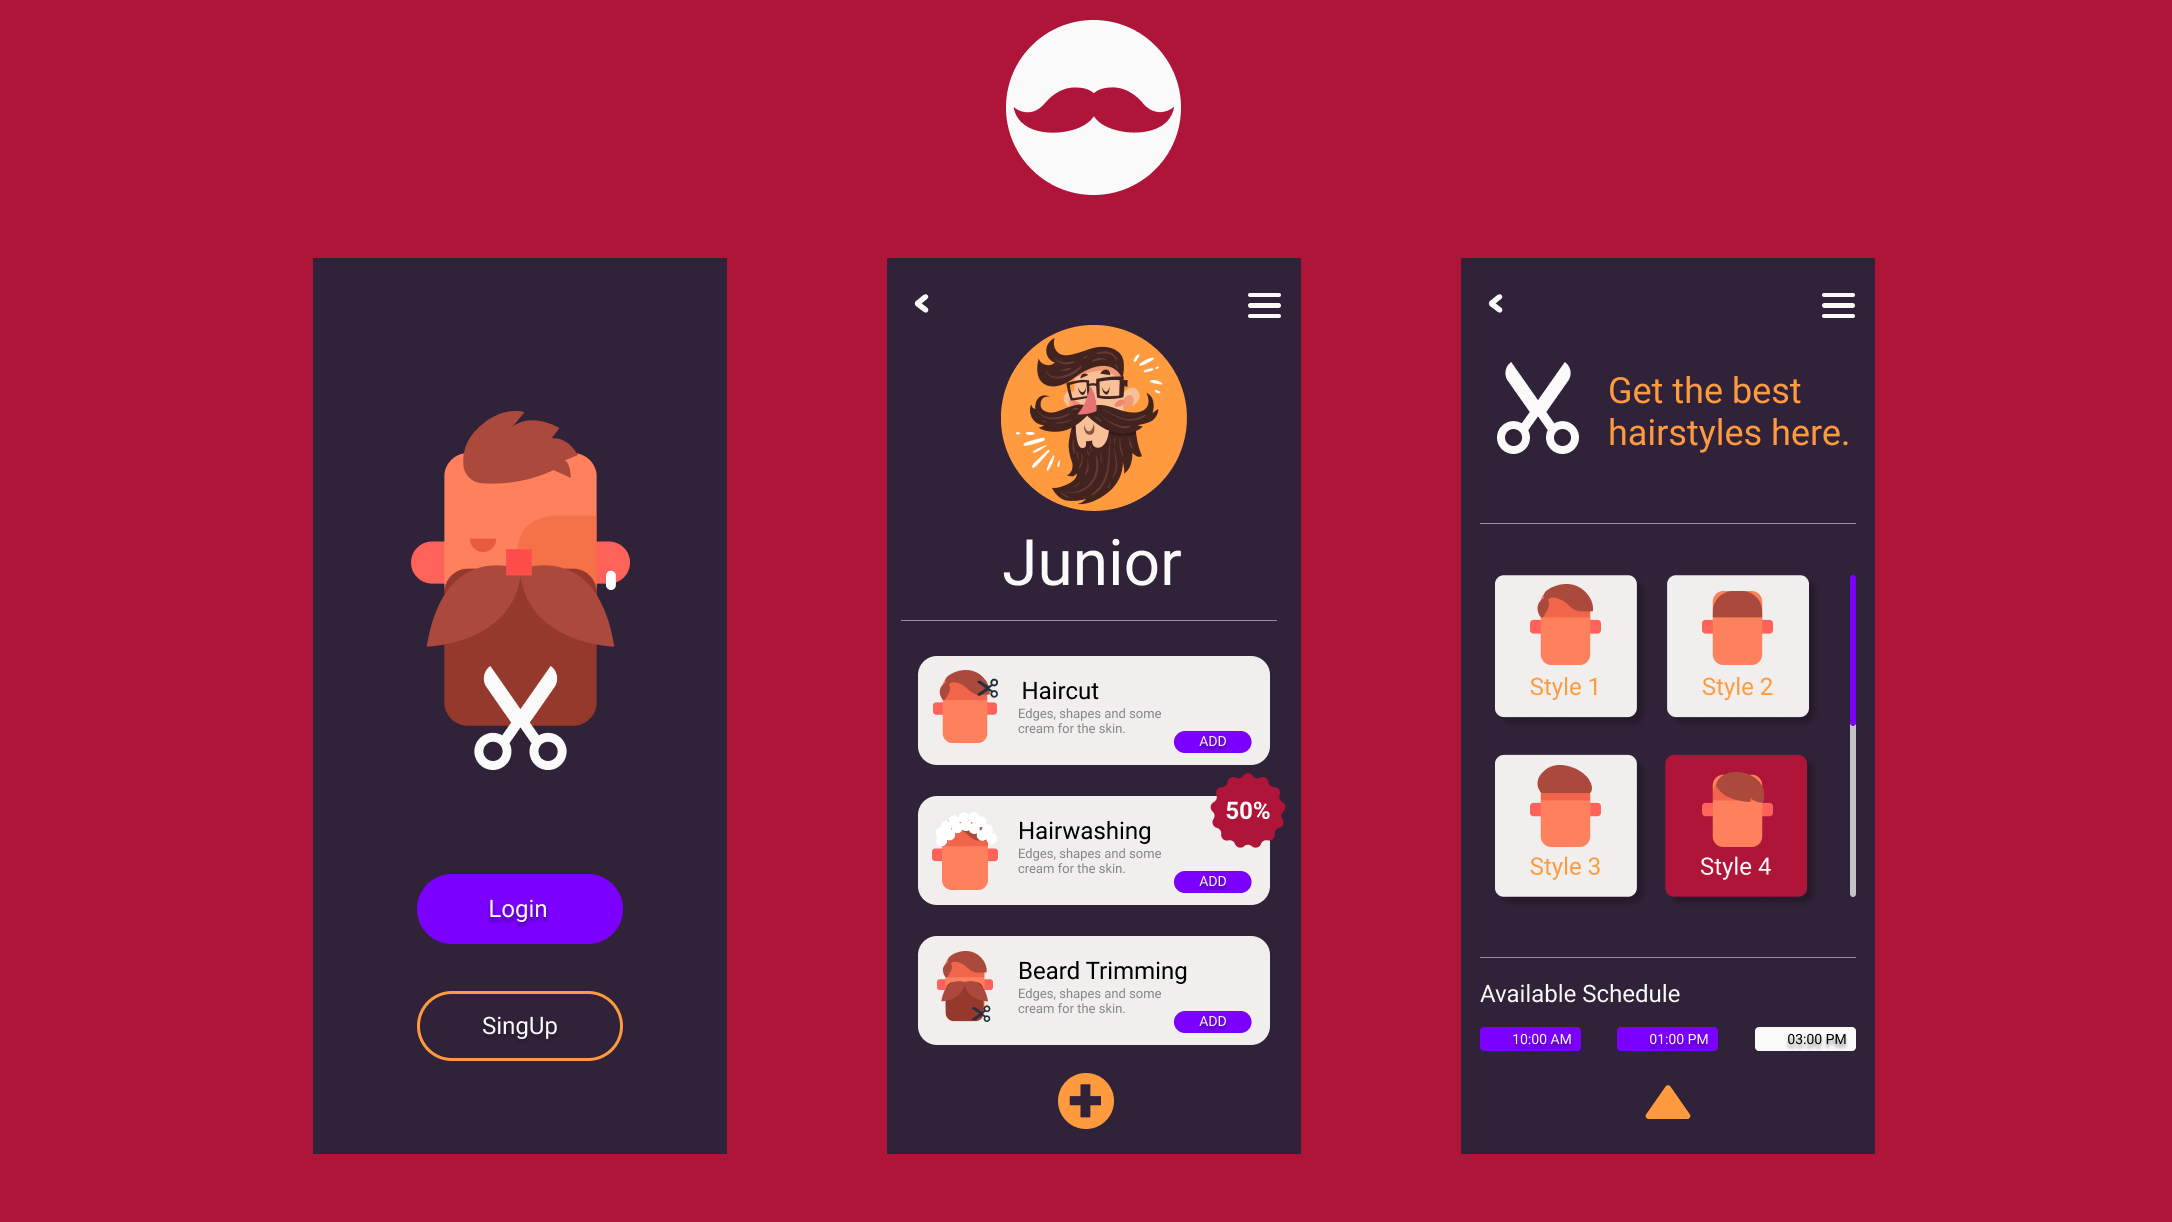 Login
SingUp
Junior
Haircut
Edges, shapes and some
cream for the skin.
ADD
50%
Hairwashing
Edges, shapes and some
cream for the skin.
ADD
Beard Trimming
Edges, shapes and some
cream for the skin.
ADD
Get the best
hairstyles here.
Style 1
Style 2
Style 3
Style 4
Available Schedule
10:00 AM
01:00 PM
03:00 PM